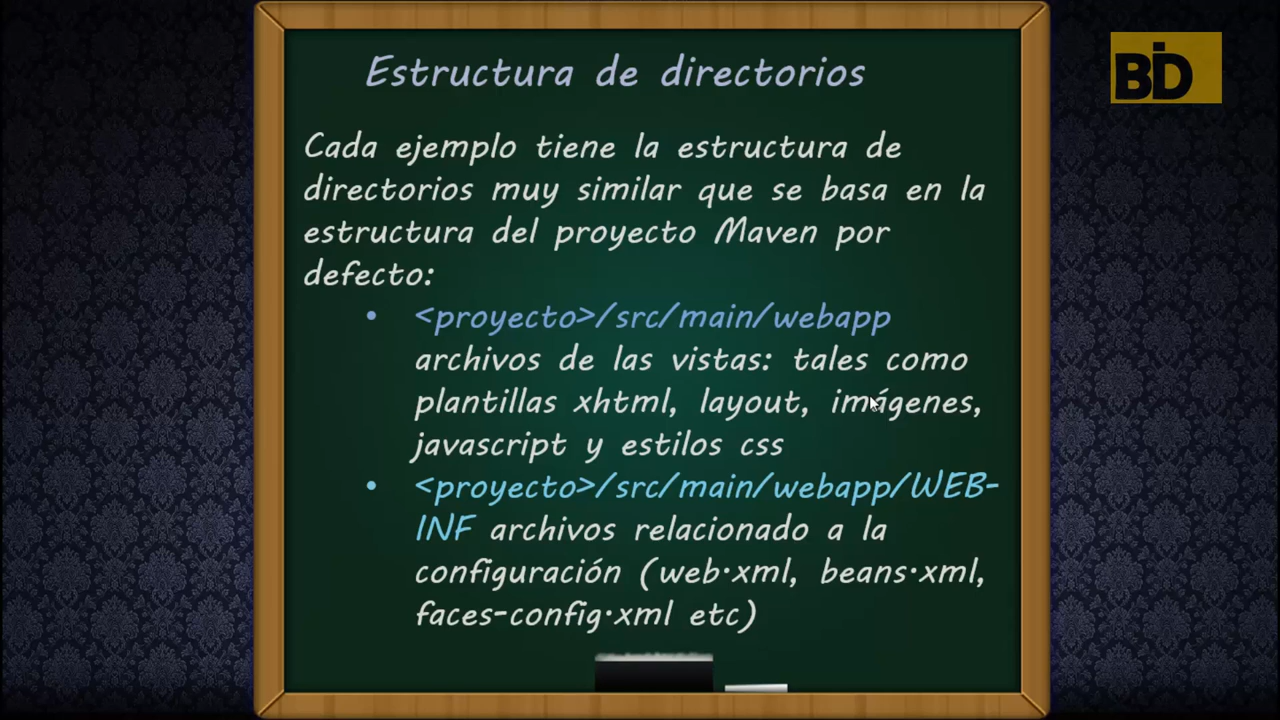 BID
Estructura de directorios
Cada ejemplo tiene la estructura de
directorios muy similar que se basa en la
estructura del proyecto Maven por
defecto:
• <proyecto>/src/main/webapp
archivos de las vistas: tales como
plantillas xhtml, layout, imágenes,
javascript y estilos css
• <proyecto>/src/main/webapp/WEB-
INF archivos relacionado a la
configuración (web.xml, beans.xml,
faces-config.xml etc)